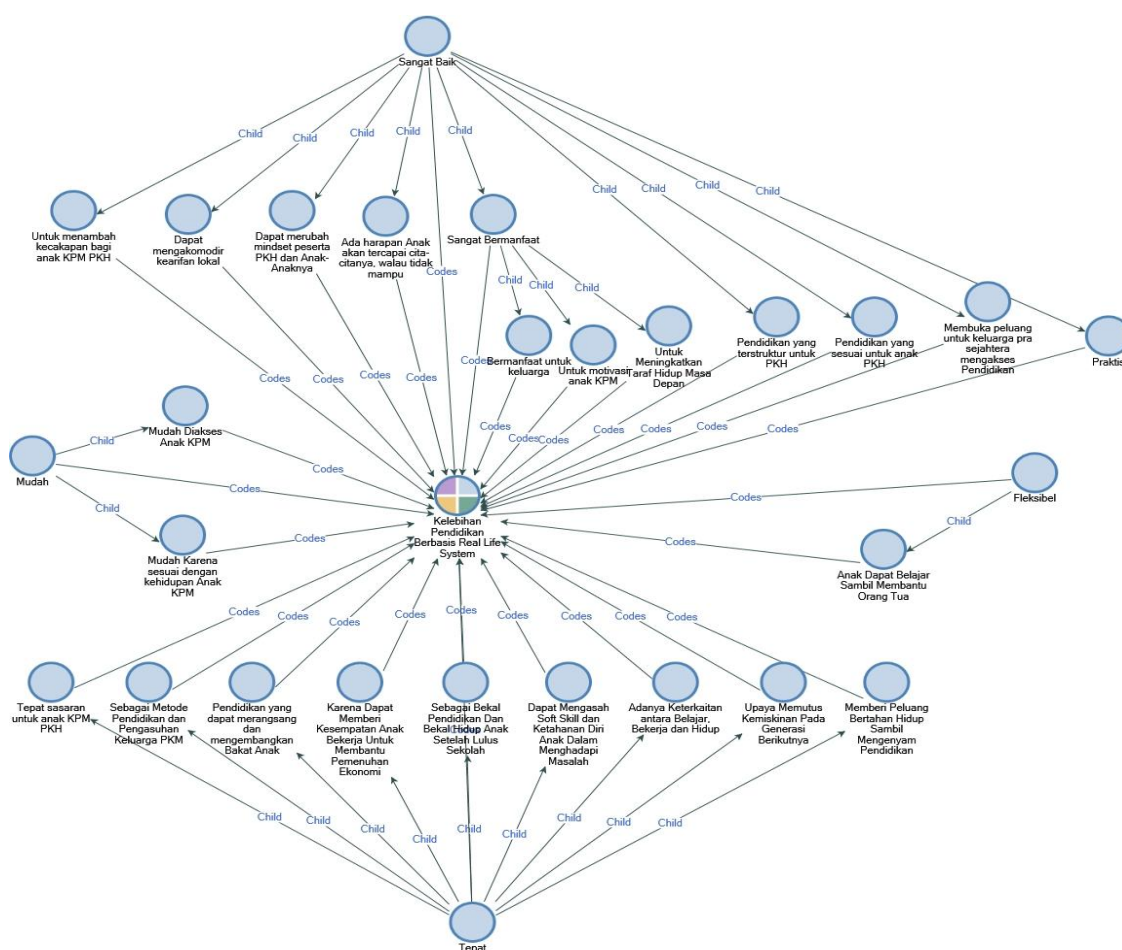 Sangat Baik
Child
Child
Child
Child
Child
Child
Child
Child
Child
Untuk menambah
kecakapan bagi
anak KPM PKH
Dapat
mengakomodir
kearifan lokal
Dapat merubah
mindset peserta
PKH dan Anak-
Anaknya
Ada harapan Anak
akan tercapai cita-
citanya, walau tidak
mampu
Sangat Bermanfaat
Codes
Child
Child
Child
Bermanfaat untuk
keluarga
Untuk motivasi
anak KPM
Untuk
Meningkatkan
Taraf Hidup Masa
Depan
Pendidikan yang
terstruktur untuk
PKH
Pendidikan yang
sesuai untuk anak
PKH
Membuka peluang
untuk keluarga pra
sejahtera
mengakses
Pendidikan
Praktis
Codes
Codes
Codes
Codes
Codes
Codes
Codes
Codes
Codes
Codes
Codes
Codes
Mudah
Child
Child
Mudah Diakses
Anak KPM
Codes
Codes
Mudah Karena
sesuai dengan
kehidupan Anak
KPM
Codes
Kelebihan
Pendidikan
Berbasis Real Life
System
Fleksibel
Codes
Child
Codes
Anak Dapat Belajar
Sambil Membantu
Orang Tua
Codes
Codes
Codes
Codes
Codes
Codes
Codes
Codes
Codes
Tepat sasaran
untuk anak KPM
PKH
Sebagai Metode
Pendidikan dan
Pengasuhan
Keluarga PKM
Pendidikan yang
dapat merangsang
dan
mengembangkan
Bakat Anak
Karena Dapat
Memberi
Kesempatan Anak
Bekerja Untuk
Membantu
Pemenuhan
Ekonomi
Sebagai Bekal
Pendidikan Dan
Bekal Hidup Anak
Setelah Lulus
Sekolah
Dapat Mengasah
Soft Skill dan
Ketahanan Diri
Anak Dalam
Menghadapi
Masalah
Adanya Keterkaitan
antara Belajar,
Bekerja dan Hidup
Upaya Memutus
Kemiskinan Pada
Generasi
Berikutnya
Memberi Peluang
Bertahan Hidup
Sambil
Mengenyam
Pendidikan
Child
Child
Child
Child
Child
Child
Child
Child
Child
Tepat